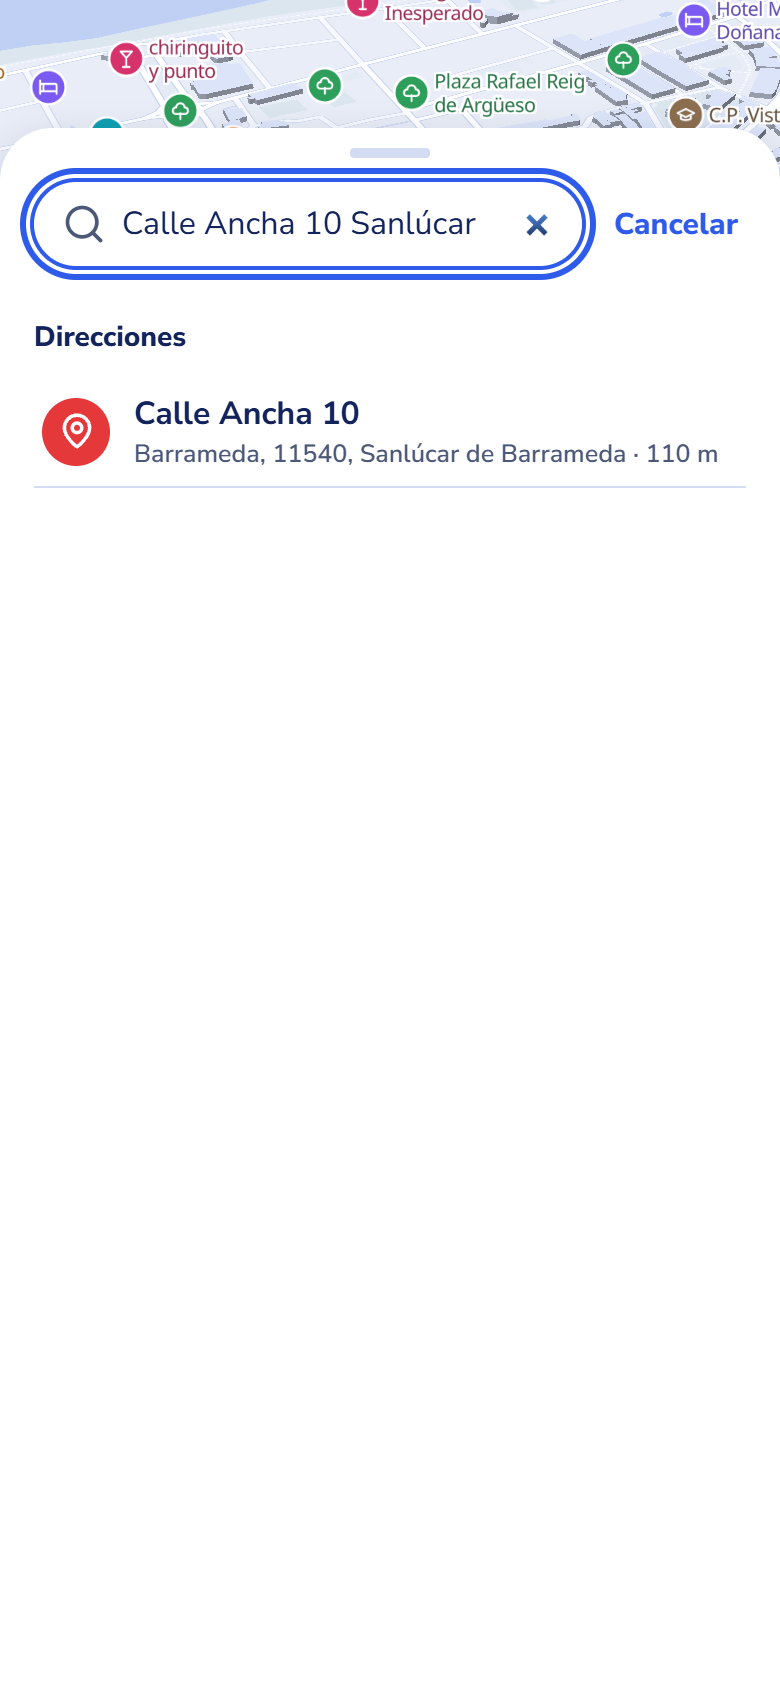 Inesperado
Hotel M
Doñana
chiringuito
y punto
Plaza Rafael Reig
de Argüeso
C.P. Vist
Calle Ancha 10 Sanlúcar
Cancelar
Direcciones
Calle Ancha 10
Barrameda, 11540, Sanlúcar de Barrameda · 110 m